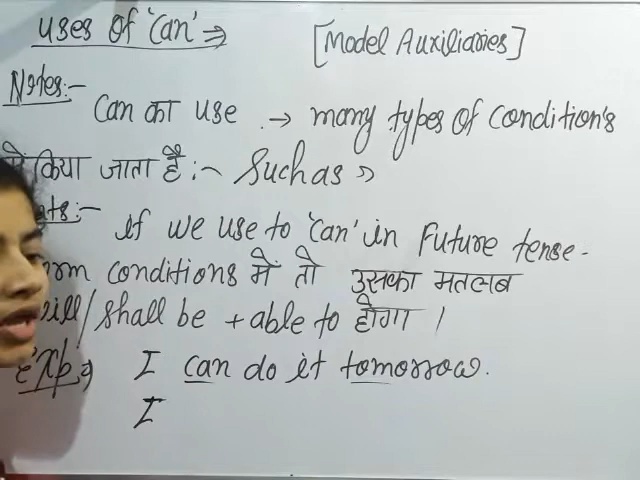 uses of 'Can' ⇒ [Model Auxiliaries]
Notes:-
Can का use → many types of Condition's
किया जाता है :- Such as
if we use to 'Can' in Future tense -
conditions में तो उसका मतलब
/ shall be + able to होगा ।
exp I can do it tomorrow.
I